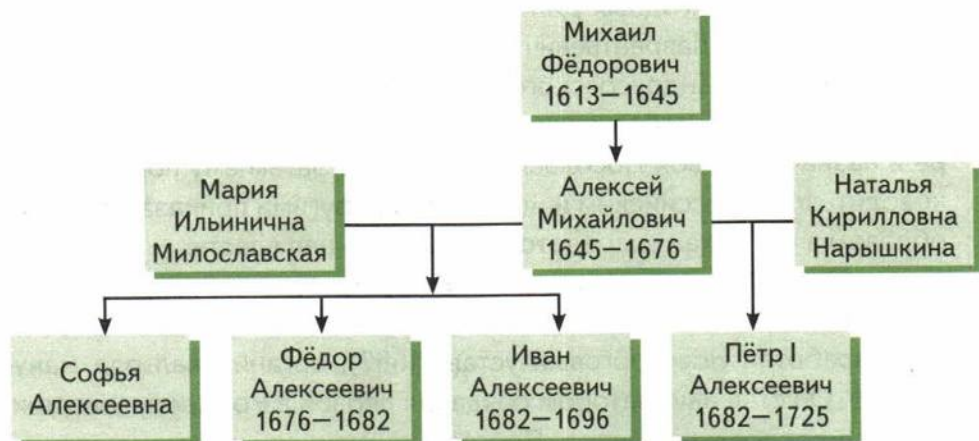 Михаил
Фёдорович
1613—1645
Мария
Ильинична
Милославская
Алексей
Михайлович
1645—1676
Наталья
Кирилловна
Нарышкина
Софья
Алексеевна
Фёдор
Алексеевич
1676—1682
Иван
Алексеевич
1682—1696
Пётр I
Алексеевич
1682—1725